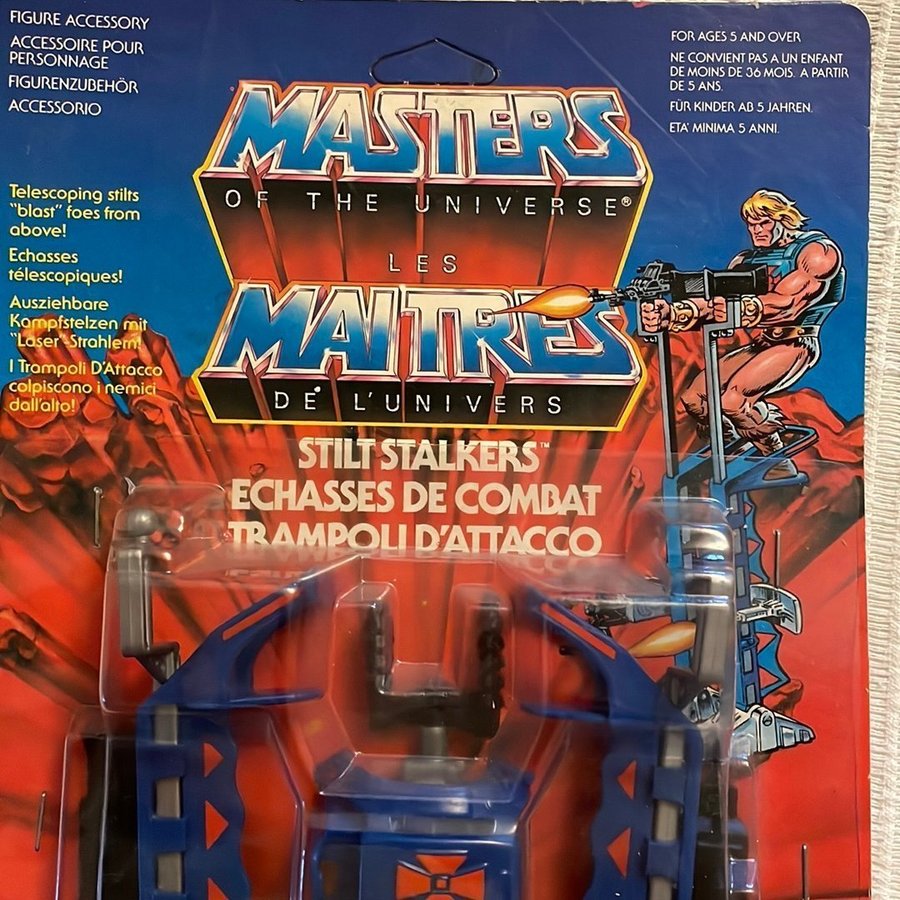 FIGURE ACCESSORY
ACCESSOIRE POUR
PERSONNAGE
FIGURENZUBEHÖR
ACCESSORIO
FOR AGES 5 AND OVER
NE CONVIENT PAS A UN ENFANT
DE MOINS DE 36 MOIS. A PARTIR
DE 5 ANS.
FÜR KINDER AB 5 JAHREN.
ETA' MINIMA 5 ANNI.
MASTERS
OF THE UNIVERSE®
LES
MAITRES
DE L'UNIVERS
Telescoping stilts
"blast" foes from
above!
Echasses
télescopiques!
Ausziehbare
Kampfstelzen mit
"Laser"-Strahlern!
I Trampoli D'Attacco
colpiscono i nemici
dall'alto!
STILT STALKERS™
ECHASSES DE COMBAT
TRAMPOLI D'ATTACCO